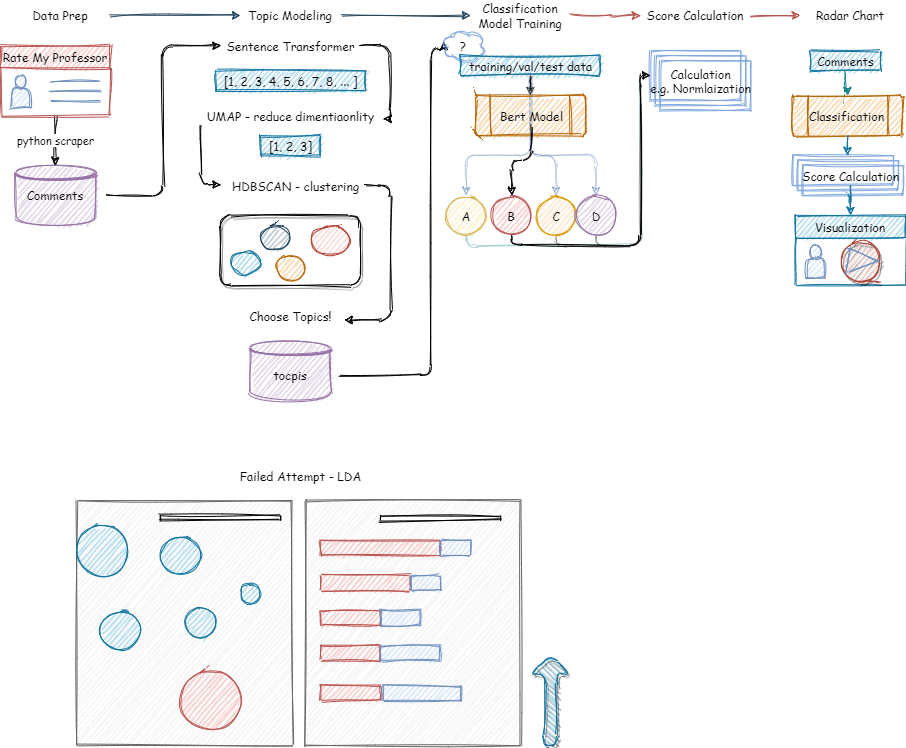 Data Prep
Topic Modeling
Classification
Model Training
Score Calculation
Radar Chart
Rate My Professor
python scraper
Comments
Sentence Transformer
[1, 2, 3, 4, 5, 6, 7, 8, ... ]
UMAP - reduce dimentiaonlity
[1, 2, 3]
HDBSCAN - clustering
Choose Topics!
tocpis
?
training/val/test data
Bert Model
A
B
C
D
Calculation
e.g. Normlaization
Comments
Classification
Score Calculation
Visualization
Failed Attempt - LDA